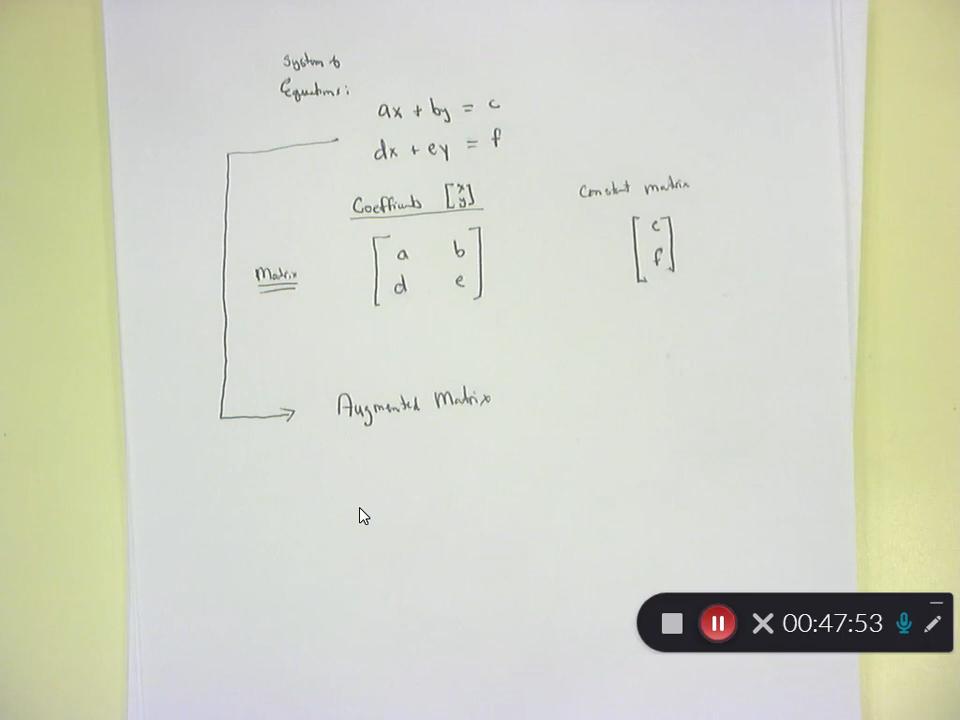 System of
Equations:
ax + by = c
dx + ey = f
Coefficients [x y]
Constant matrix
Matrix
[a b
d e]
[c
f]
Augmented Matrix
00:47:53